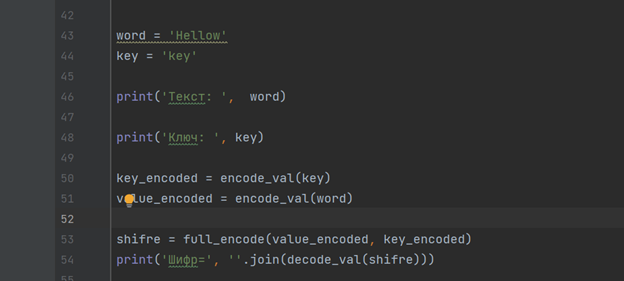 42
43 word = 'Hellow'
44 key = 'key'
45
46 print('Текст: ',  word)
47
48 print('Ключ: ', key)
49
50 key_encoded = encode_val(key)
51 value_encoded = encode_val(word)
52
53 shifre = full_encode(value_encoded, key_encoded)
54 print('Шифр=', ''.join(decode_val(shifre)))
55